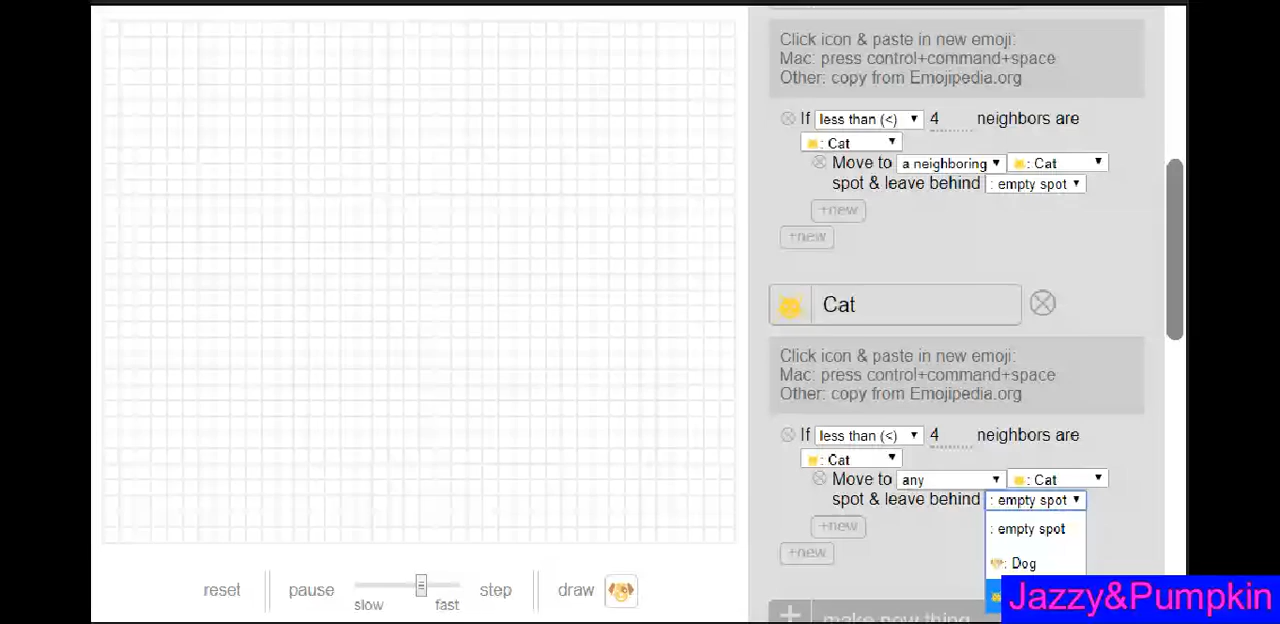 Click icon & paste in new emoji:
Mac: press control+command+space
Other: copy from Emojipedia.org
If less than (<) 4 neighbors are
: Cat
Move to a neighboring : Cat
spot & leave behind : empty spot
+new
+new
Cat
Click icon & paste in new emoji:
Mac: press control+command+space
Other: copy from Emojipedia.org
If less than (<) 4 neighbors are
: Cat
Move to any : Cat
spot & leave behind : empty spot
: empty spot
+new
+new
: Dog
Jazzy&Pumpkin
make new thing
reset pause slow fast step draw